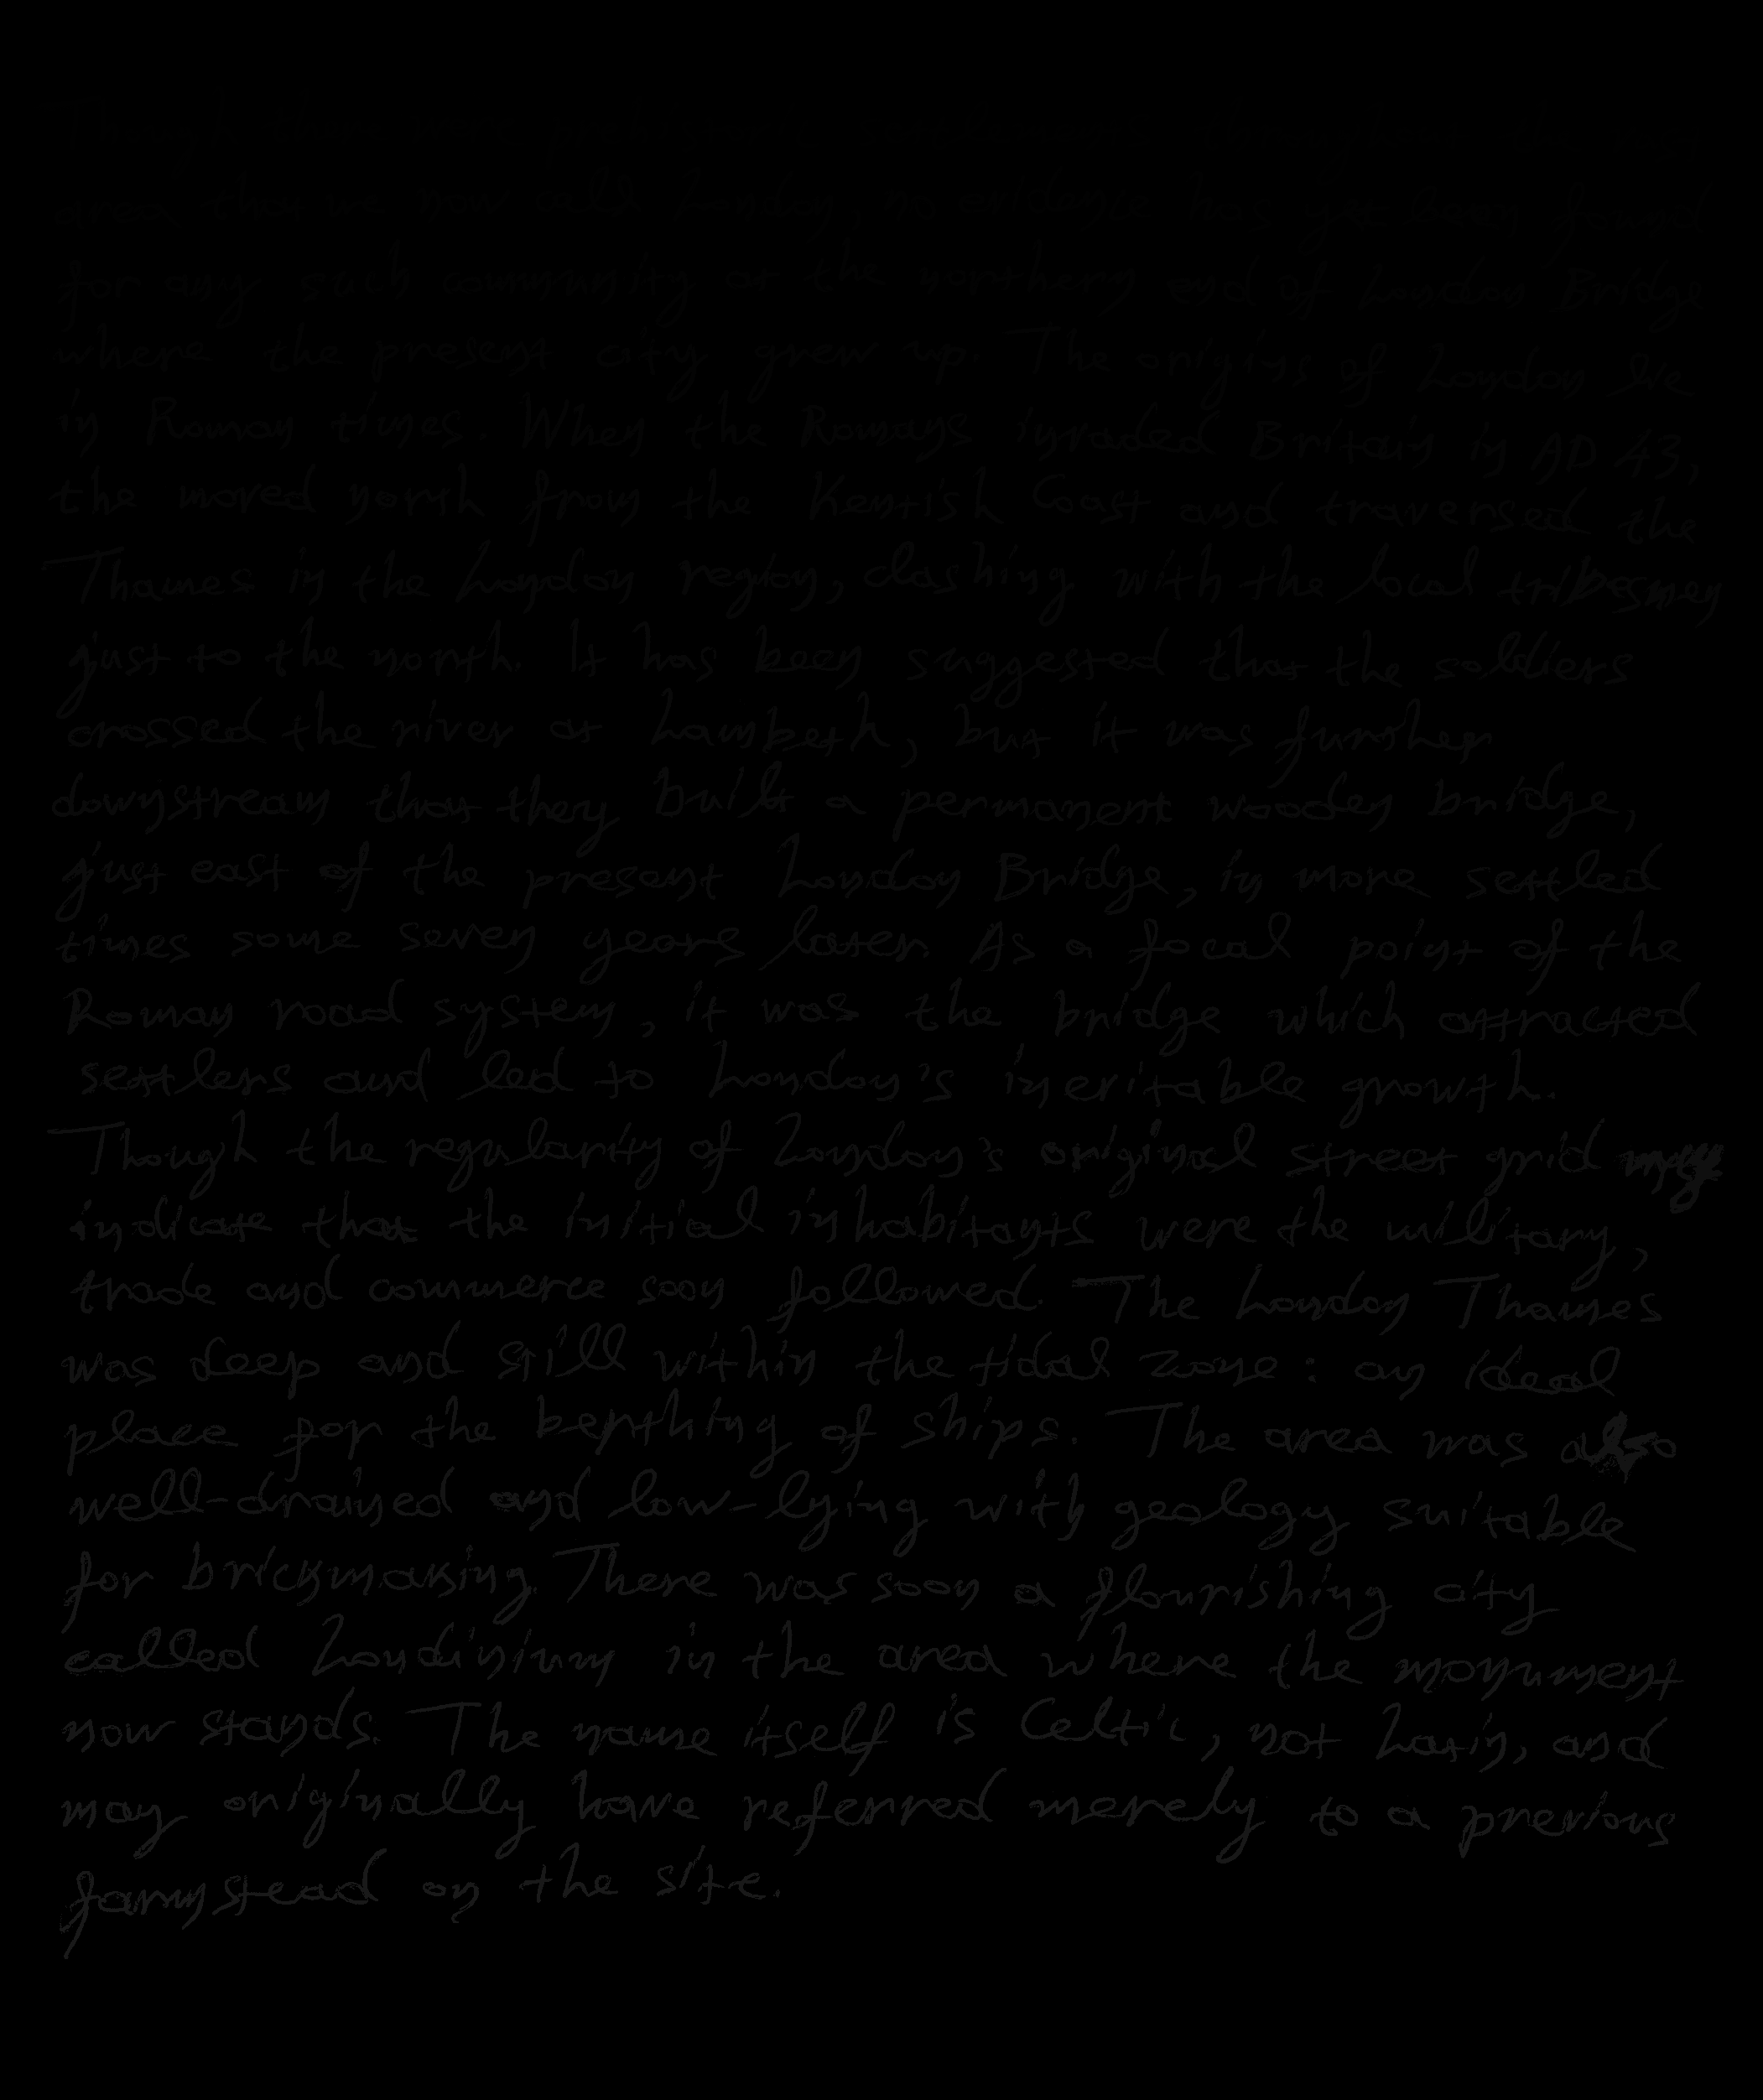 area that we now call London, no evidence has yet been found
for any such community at the northern end of London Bridge
where the present city grew up. The origins of London lie
in Roman times. When the Romans invaded Britain in AD 43,
the moved north from the Kentish Coast and traversed the
Thames in the London region, clashing with the local tribesmen
just to the north. It has been suggested that the soldiers
crossed the river at Lambeth, but it was further
downstream that they built a permanent wooden bridge,
just east of the present London Bridge, in more settled
times some seven years later. As a focal point of the
Roman road system, it was the bridge which attracted
settlers and led to London's inevitable growth.
Though the regularity of London's original street grid may
indicate that the initial inhabitants were the military,
trade and commerce soon followed. The London Thames
was deep and still within the tidal zone: an ideal
place for the berthing of ships. The area was also
well-drained and low-lying with geology suitable
for brickmaking. There was soon a flourishing city
called Londinium in the area where the monument
now stands. The name itself is Celtic, not Latin, and
may originally have referred merely to a previous
farmstead on the site.